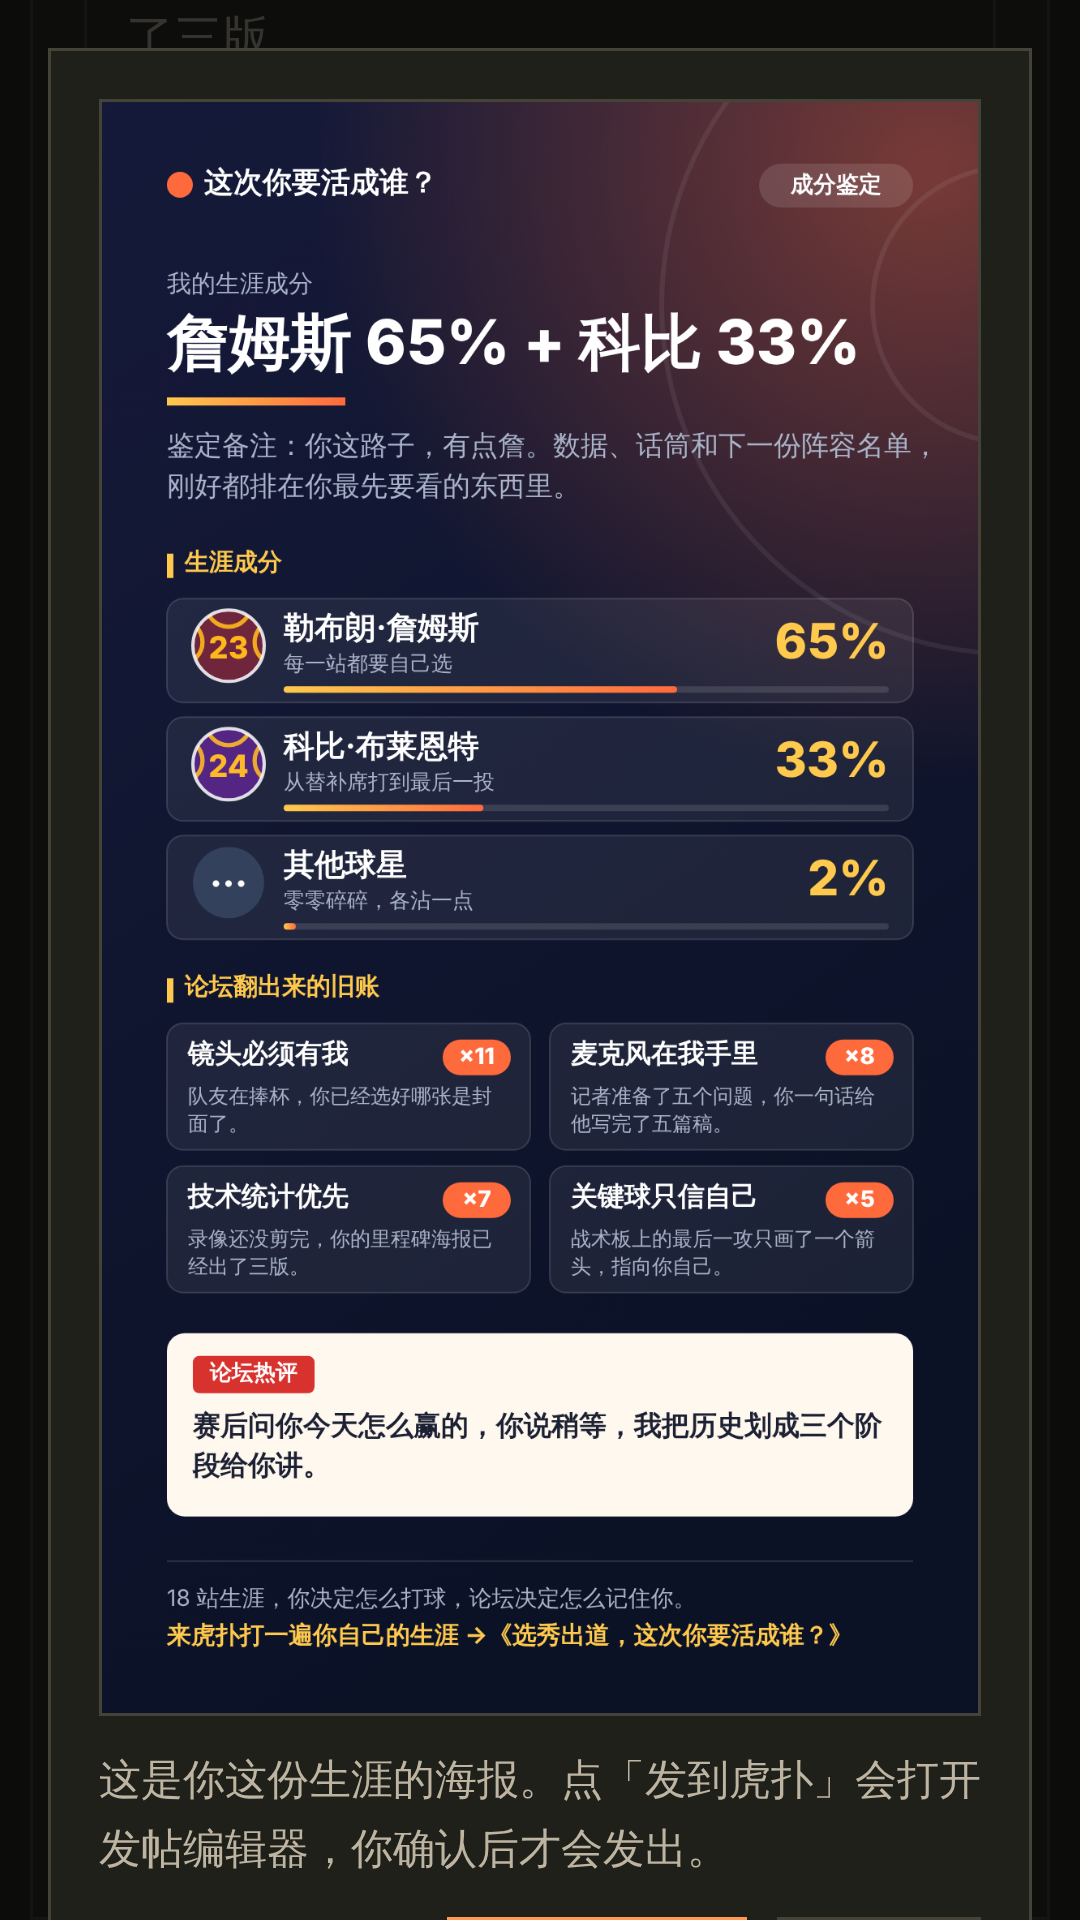 了三版
这次你要活成谁？
成分鉴定
我的生涯成分
詹姆斯 65% + 科比 33%
鉴定备注：你这路子，有点詹。数据、话筒和下一份阵容名单，
刚好都排在你最先要看的东西里。
生涯成分
23
勒布朗·詹姆斯
每一站都要自己选
65%
24
科比·布莱恩特
从替补席打到最后一投
33%
其他球星
零零碎碎，各沾一点
2%
论坛翻出来的旧账
镜头必须有我
×11
队友在捧杯，你已经选好哪张是封
面了。
麦克风在我手里
×8
记者准备了五个问题，你一句话给
他写完了五篇稿。
技术统计优先
×7
录像还没剪完，你的里程碑海报已
经出了三版。
关键球只信自己
×5
战术板上的最后一攻只画了一个箭
头，指向你自己。
论坛热评
赛后问你今天怎么赢的，你说稍等，我把历史划成三个阶
段给你讲。
18 站生涯，你决定怎么打球，论坛决定怎么记住你。
来虎扑打一遍你自己的生涯 →《选秀出道，这次你要活成谁？》
这是你这份生涯的海报。点「发到虎扑」会打开
发帖编辑器，你确认后才会发出。